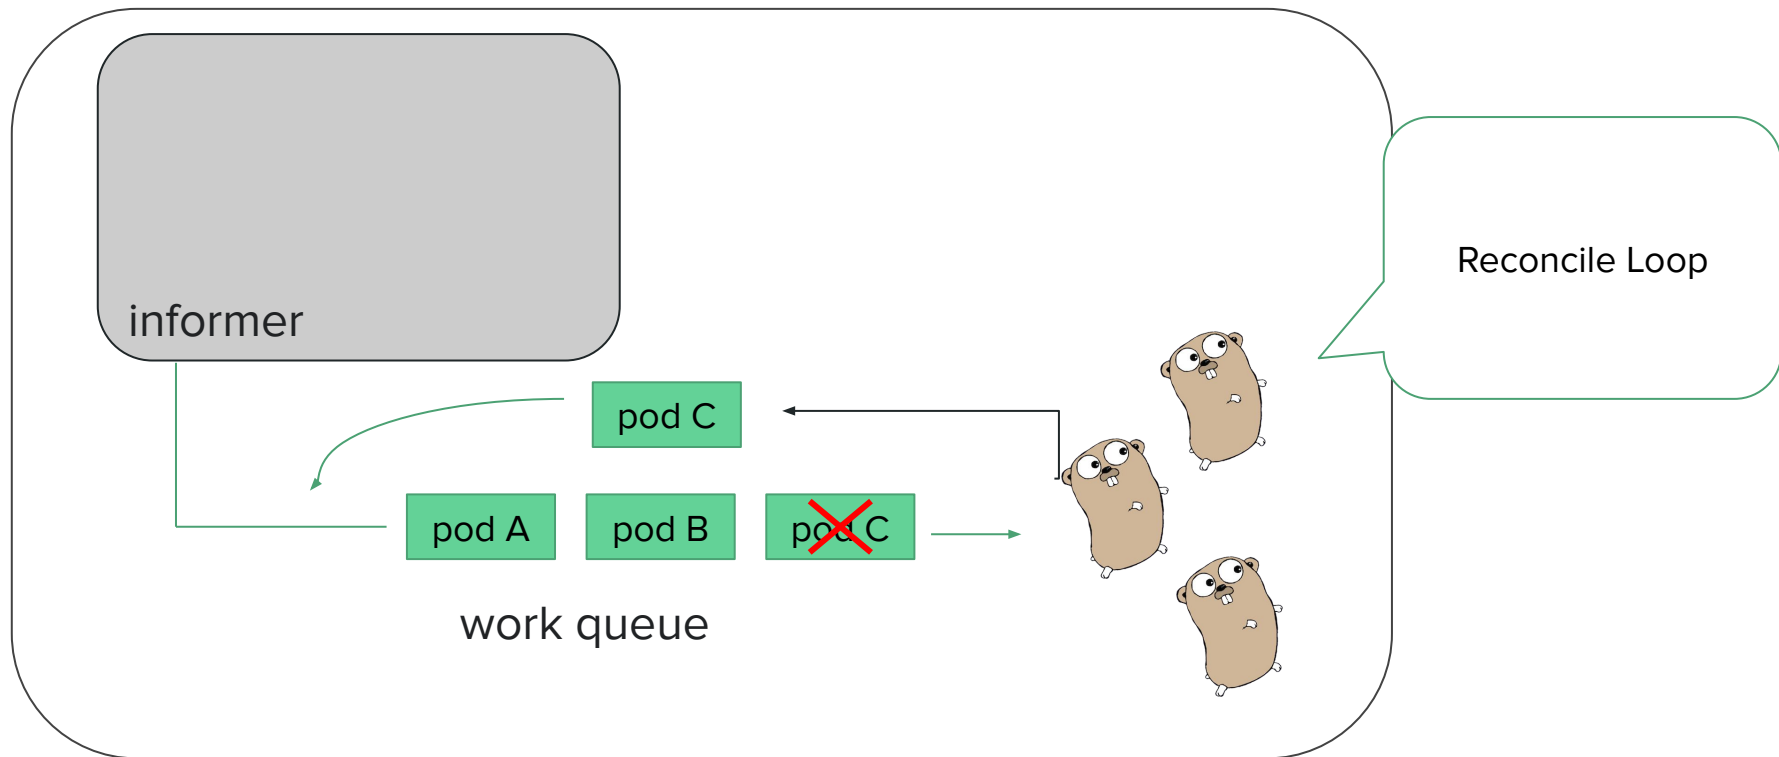 informer
Reconcile Loop
pod C
pod A
pod B
pod C
work queue